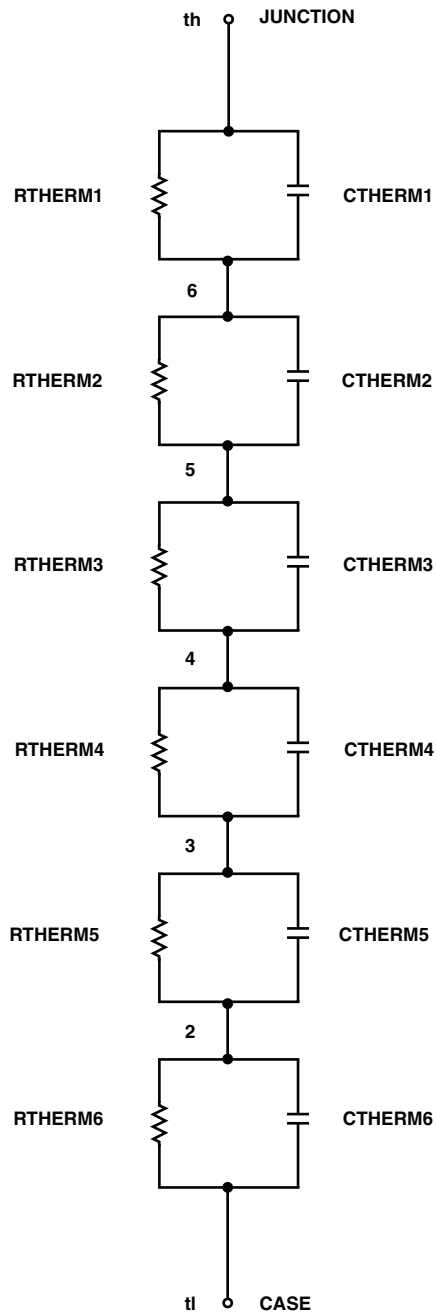 th JUNCTION
RTHERM1 CTHERM1
6
RTHERM2 CTHERM2
5
RTHERM3 CTHERM3
4
RTHERM4 CTHERM4
3
RTHERM5 CTHERM5
2
RTHERM6 CTHERM6
tl CASE